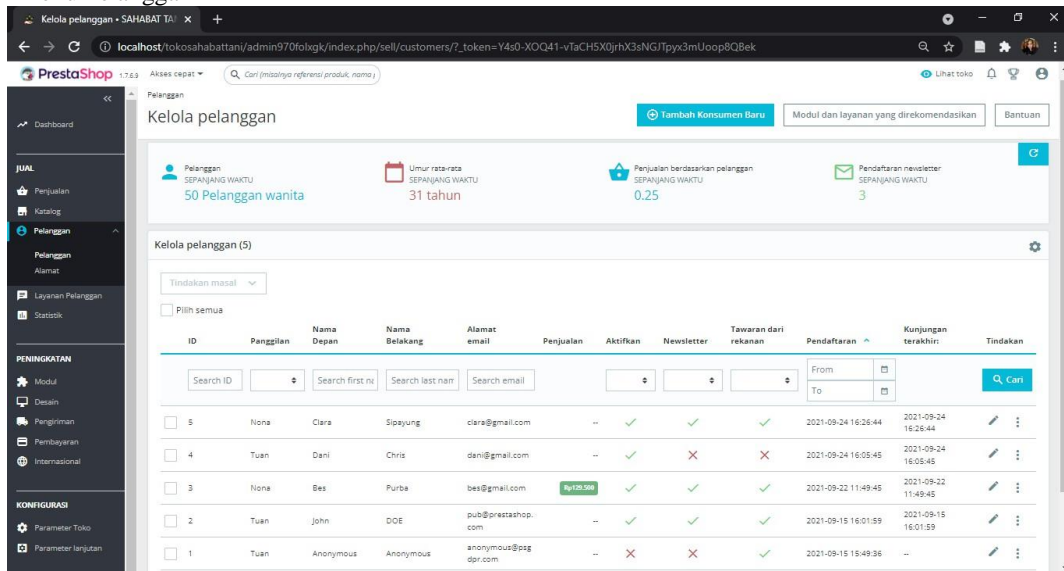 Kelola pelanggan • SAHABAT TA
localhost/tokosahabattani/admin970folxgk/index.php/sell/customers/?_token=Y4s0-XOQ41-vTaCH5X0jrhX3sNGJTpyx3mUoop8QBek
PrestaShop 1.7.6.9 Akses cepat Cari (misalnya referensi produk, nama p Lihat toko
Pelanggan
Kelola pelanggan
Tambah Konsumen Baru
Modul dan layanan yang direkomendasikan
Bantuan
Dashboard
JUAL
Penjualan
Katalog
Pelanggan
Pelanggan
Alamat
Layanan Pelanggan
Statistik
PENINGKATAN
Modul
Desain
Pengiriman
Pembayaran
Internasional
KONFIGURASI
Parameter Toko
Parameter lanjutan
Pelanggan
SEPANJANG WAKTU
50 Pelanggan wanita
Umur rata-rata
SEPANJANG WAKTU
31 tahun
Penjualan berdasarkan pelanggan
SEPANJANG WAKTU
0.25
Pendaftaran newsletter
SEPANJANG WAKTU
3
Kelola pelanggan (5)
Tindakan masal
Pilih semua
ID Panggilan Nama Depan Nama Belakang Alamat email Penjualan Aktifkan Newsletter Tawaran dari rekanan Pendaftaran Kunjungan terakhir: Tindakan
Search ID Search first na Search last nam Search email From To Cari
5 Nona Clara Sipayung clara@gmail.com -- 2021-09-24 16:26:44 2021-09-24 16:26:44
4 Tuan Dani Chris dani@gmail.com -- 2021-09-24 16:05:45 2021-09-24 16:05:45
3 Nona Bes Purba bes@gmail.com Rp129.500 2021-09-22 11:49:45 2021-09-22 11:49:45
2 Tuan John DOE pub@prestashop.com -- 2021-09-15 16:01:59 2021-09-15 16:01:59
1 Tuan Anonymous Anonymous anonymous@psgdpr.com -- 2021-09-15 15:49:36 --